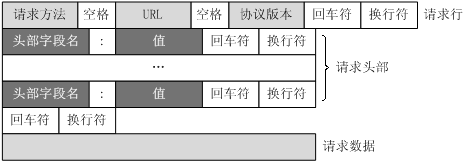 请求方法 空格 URL 空格 协议版本 回车符 换行符 请求行
头部字段名 : 值 回车符 换行符
…
请求头部
头部字段名 : 值 回车符 换行符
回车符 换行符
请求数据